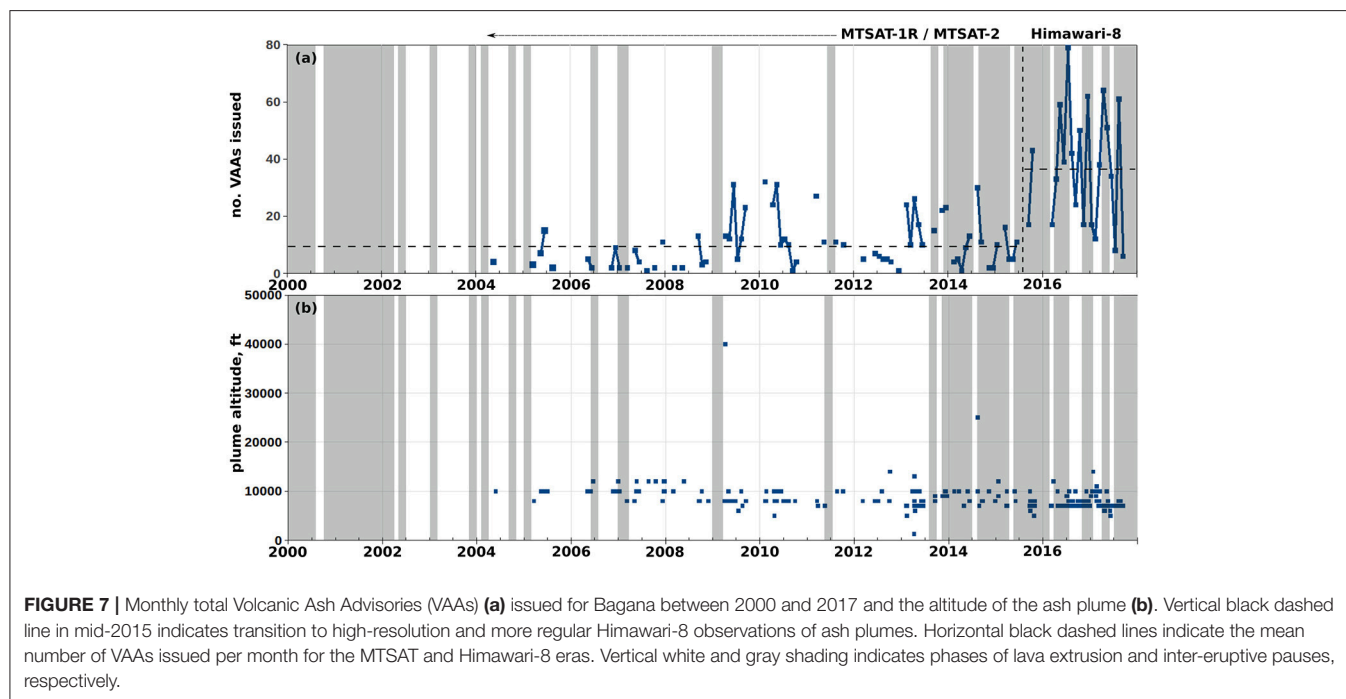 MTSAT-1R / MTSAT-2 Himawari-8
(a)
no. VAAs issued
80
60
40
20
0
2000 2002 2004 2006 2008 2010 2012 2014 2016
(b)
plume altitude, ft
50000
40000
30000
20000
10000
0
2000 2002 2004 2006 2008 2010 2012 2014 2016
FIGURE 7 | Monthly total Volcanic Ash Advisories (VAAs) (a) issued for Bagana between 2000 and 2017 and the altitude of the ash plume (b). Vertical black dashed
line in mid-2015 indicates transition to high-resolution and more regular Himawari-8 observations of ash plumes. Horizontal black dashed lines indicate the mean
number of VAAs issued per month for the MTSAT and Himawari-8 eras. Vertical white and gray shading indicates phases of lava extrusion and inter-eruptive pauses,
respectively.